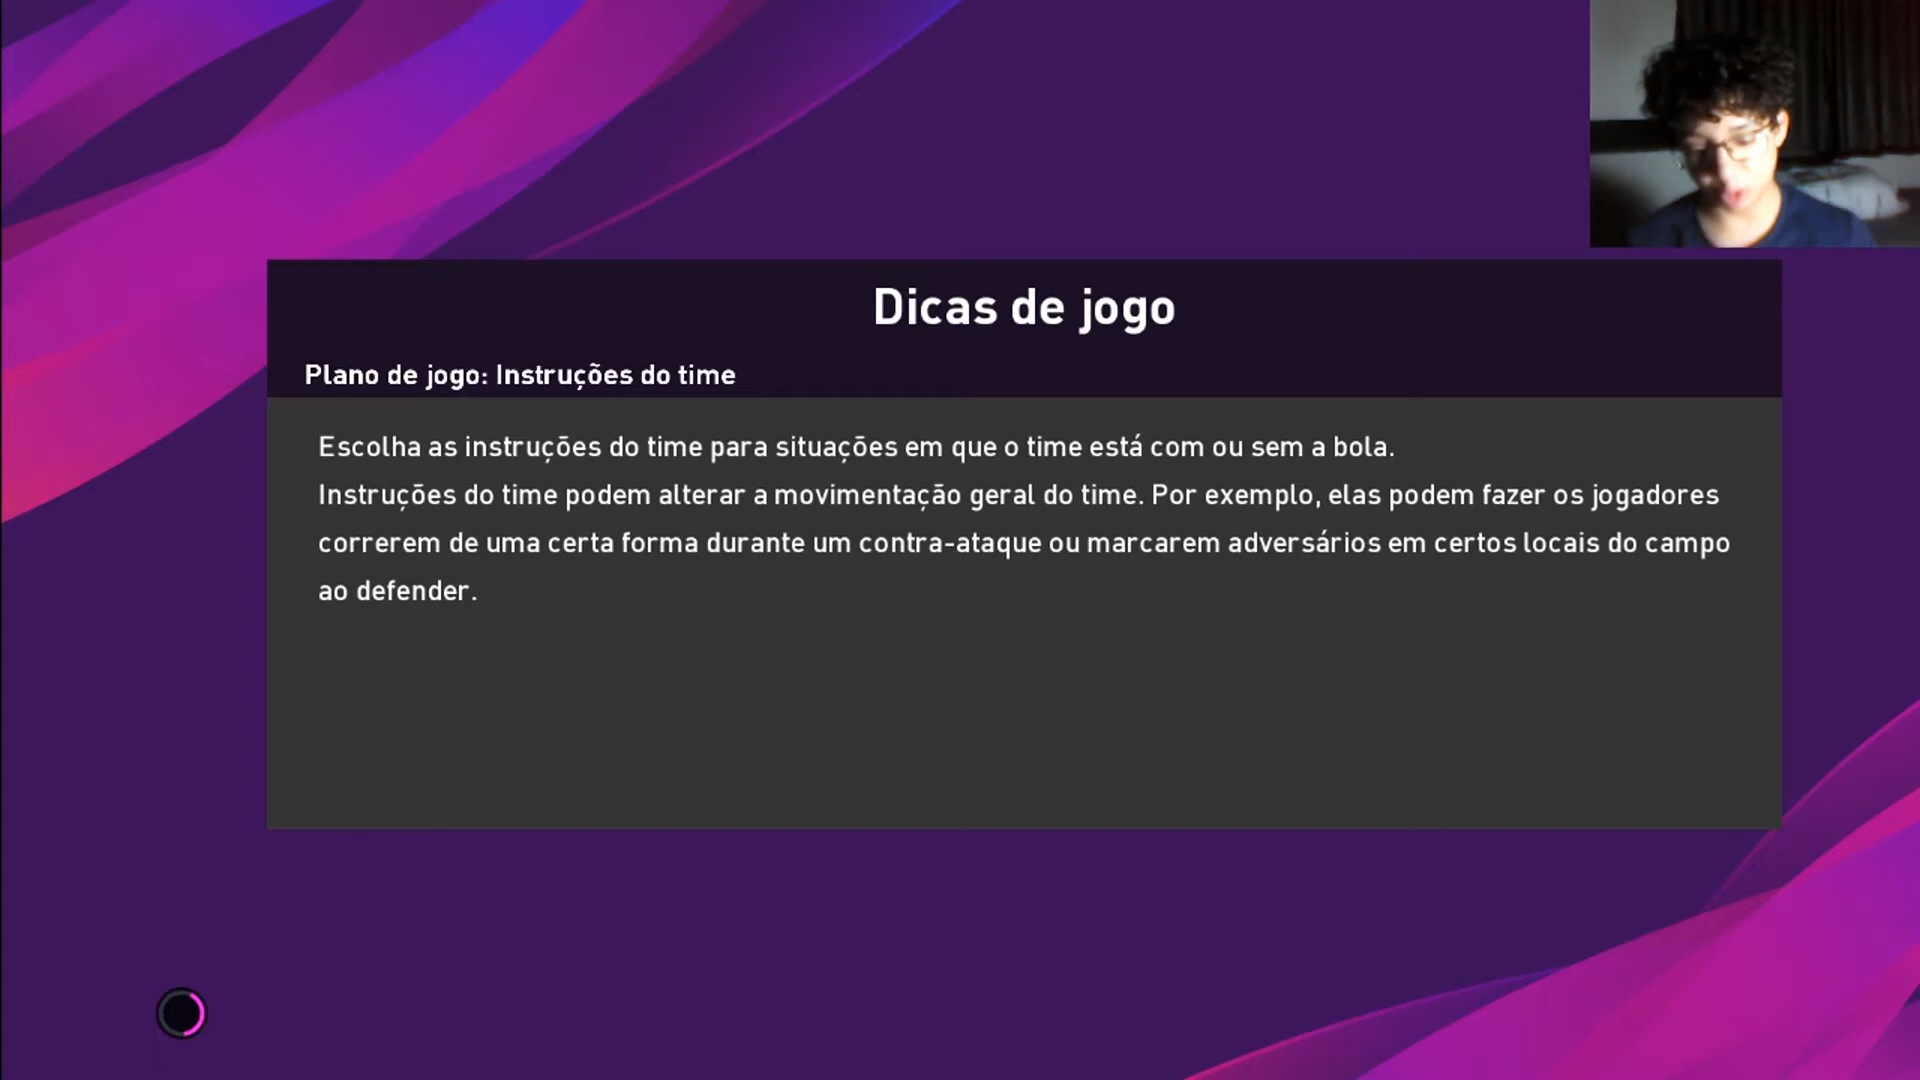 Dicas de jogo
Plano de jogo: Instruções do time
Escolha as instruções do time para situações em que o time está com ou sem a bola.
Instruções do time podem alterar a movimentação geral do time. Por exemplo, elas podem fazer os jogadores
correrem de uma certa forma durante um contra-ataque ou marcarem adversários em certos locais do campo
ao defender.